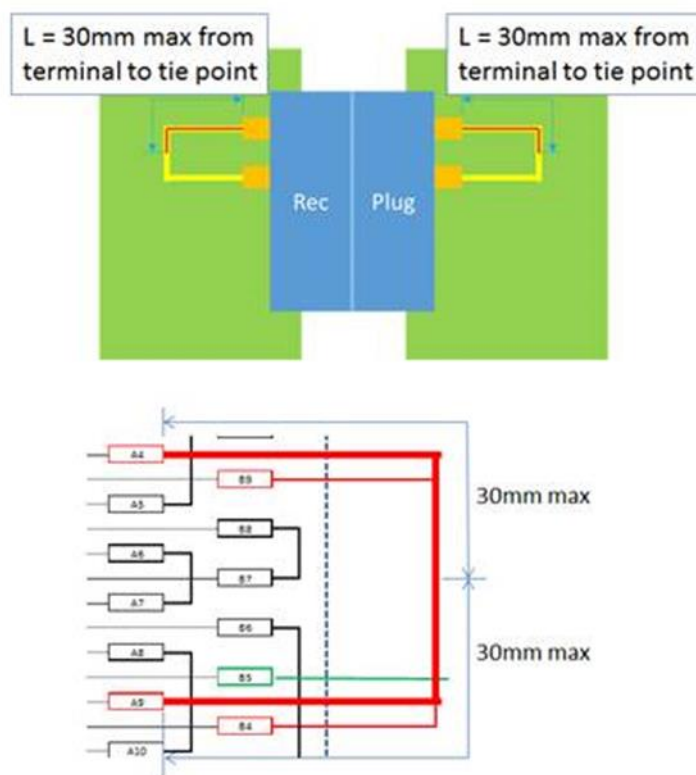 L = 30mm max from
terminal to tie point
L = 30mm max from
terminal to tie point
Rec
Plug
A4
B9
A5
30mm max
B8
A6
B7
A7
B6
A8
30mm max
B5
A9
B4
A10